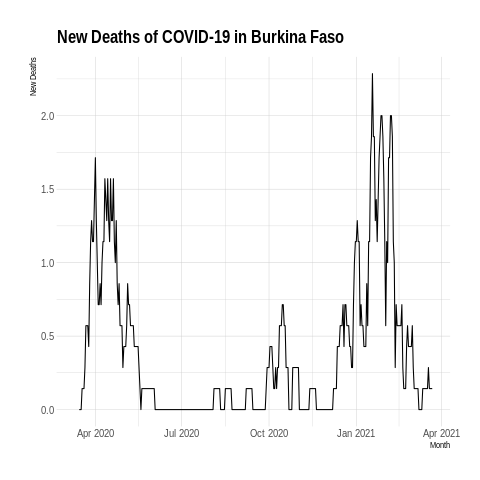 New Deaths of COVID-19 in Burkina Faso
New Deaths
2.0
1.5
1.0
0.5
0.0
Apr 2020 Jul 2020 Oct 2020 Jan 2021 Apr 2021
Month